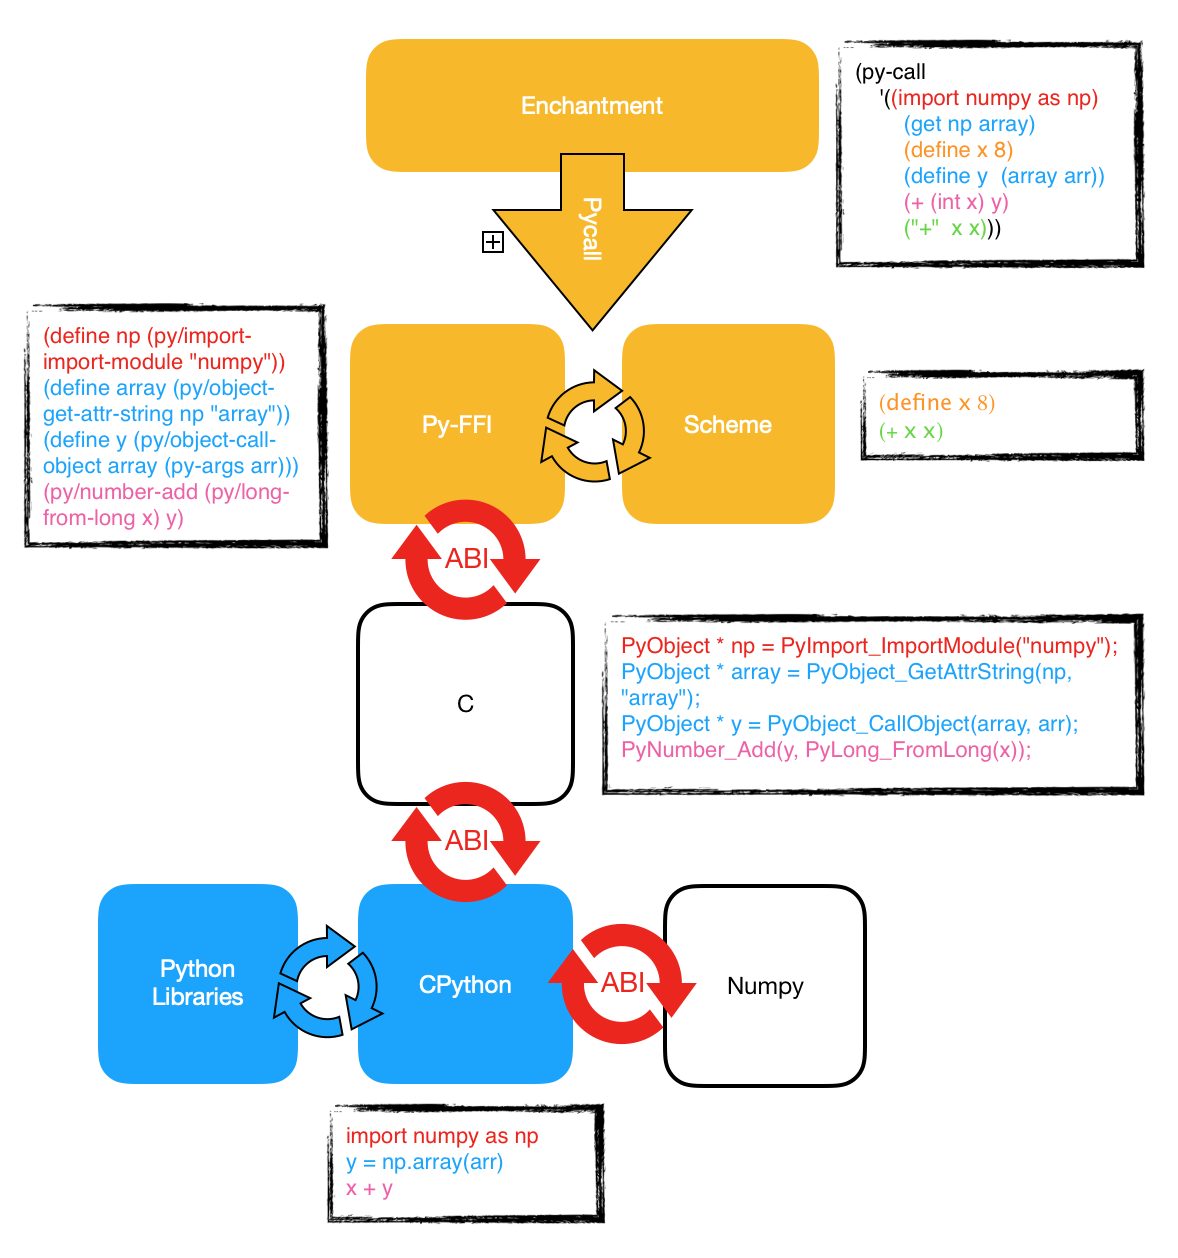 Enchantment
Pycall
(py-call
'((import numpy as np)
(get np array)
(define x 8)
(define y  (array arr))
(+ (int x) y)
("+"  x x)))
(define np (py/import-
import-module "numpy"))
(define array (py/object-
get-attr-string np "array"))
(define y (py/object-call-
object array (py-args arr)))
(py/number-add (py/long-
from-long x) y)
Py-FFI
Scheme
(define x 8)
(+ x x)
ABI
C
PyObject * np = PyImport_ImportModule("numpy");
PyObject * array = PyObject_GetAttrString(np,
"array");
PyObject * y = PyObject_CallObject(array, arr);
PyNumber_Add(y, PyLong_FromLong(x));
ABI
Python
Libraries
CPython
ABI
Numpy
import numpy as np
y = np.array(arr)
x + y